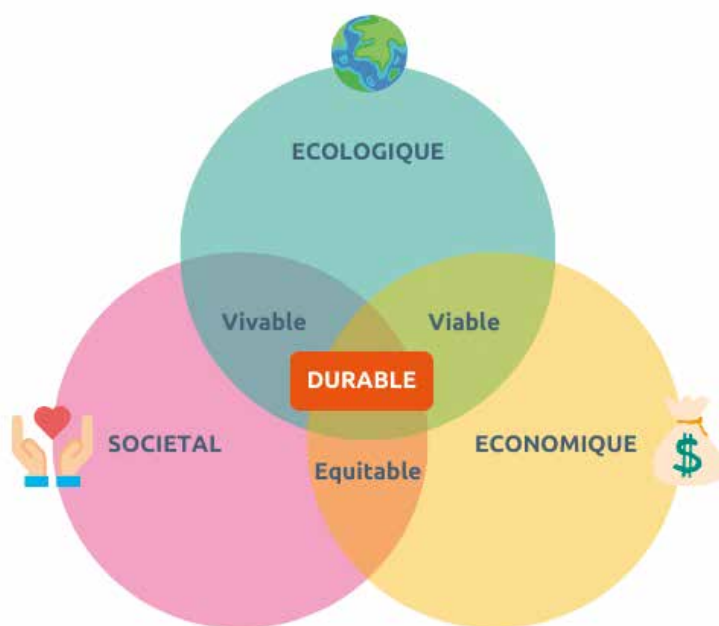 ECOLOGIQUE
Vivable
Viable
DURABLE
SOCIETAL
ECONOMIQUE
Equitable
$